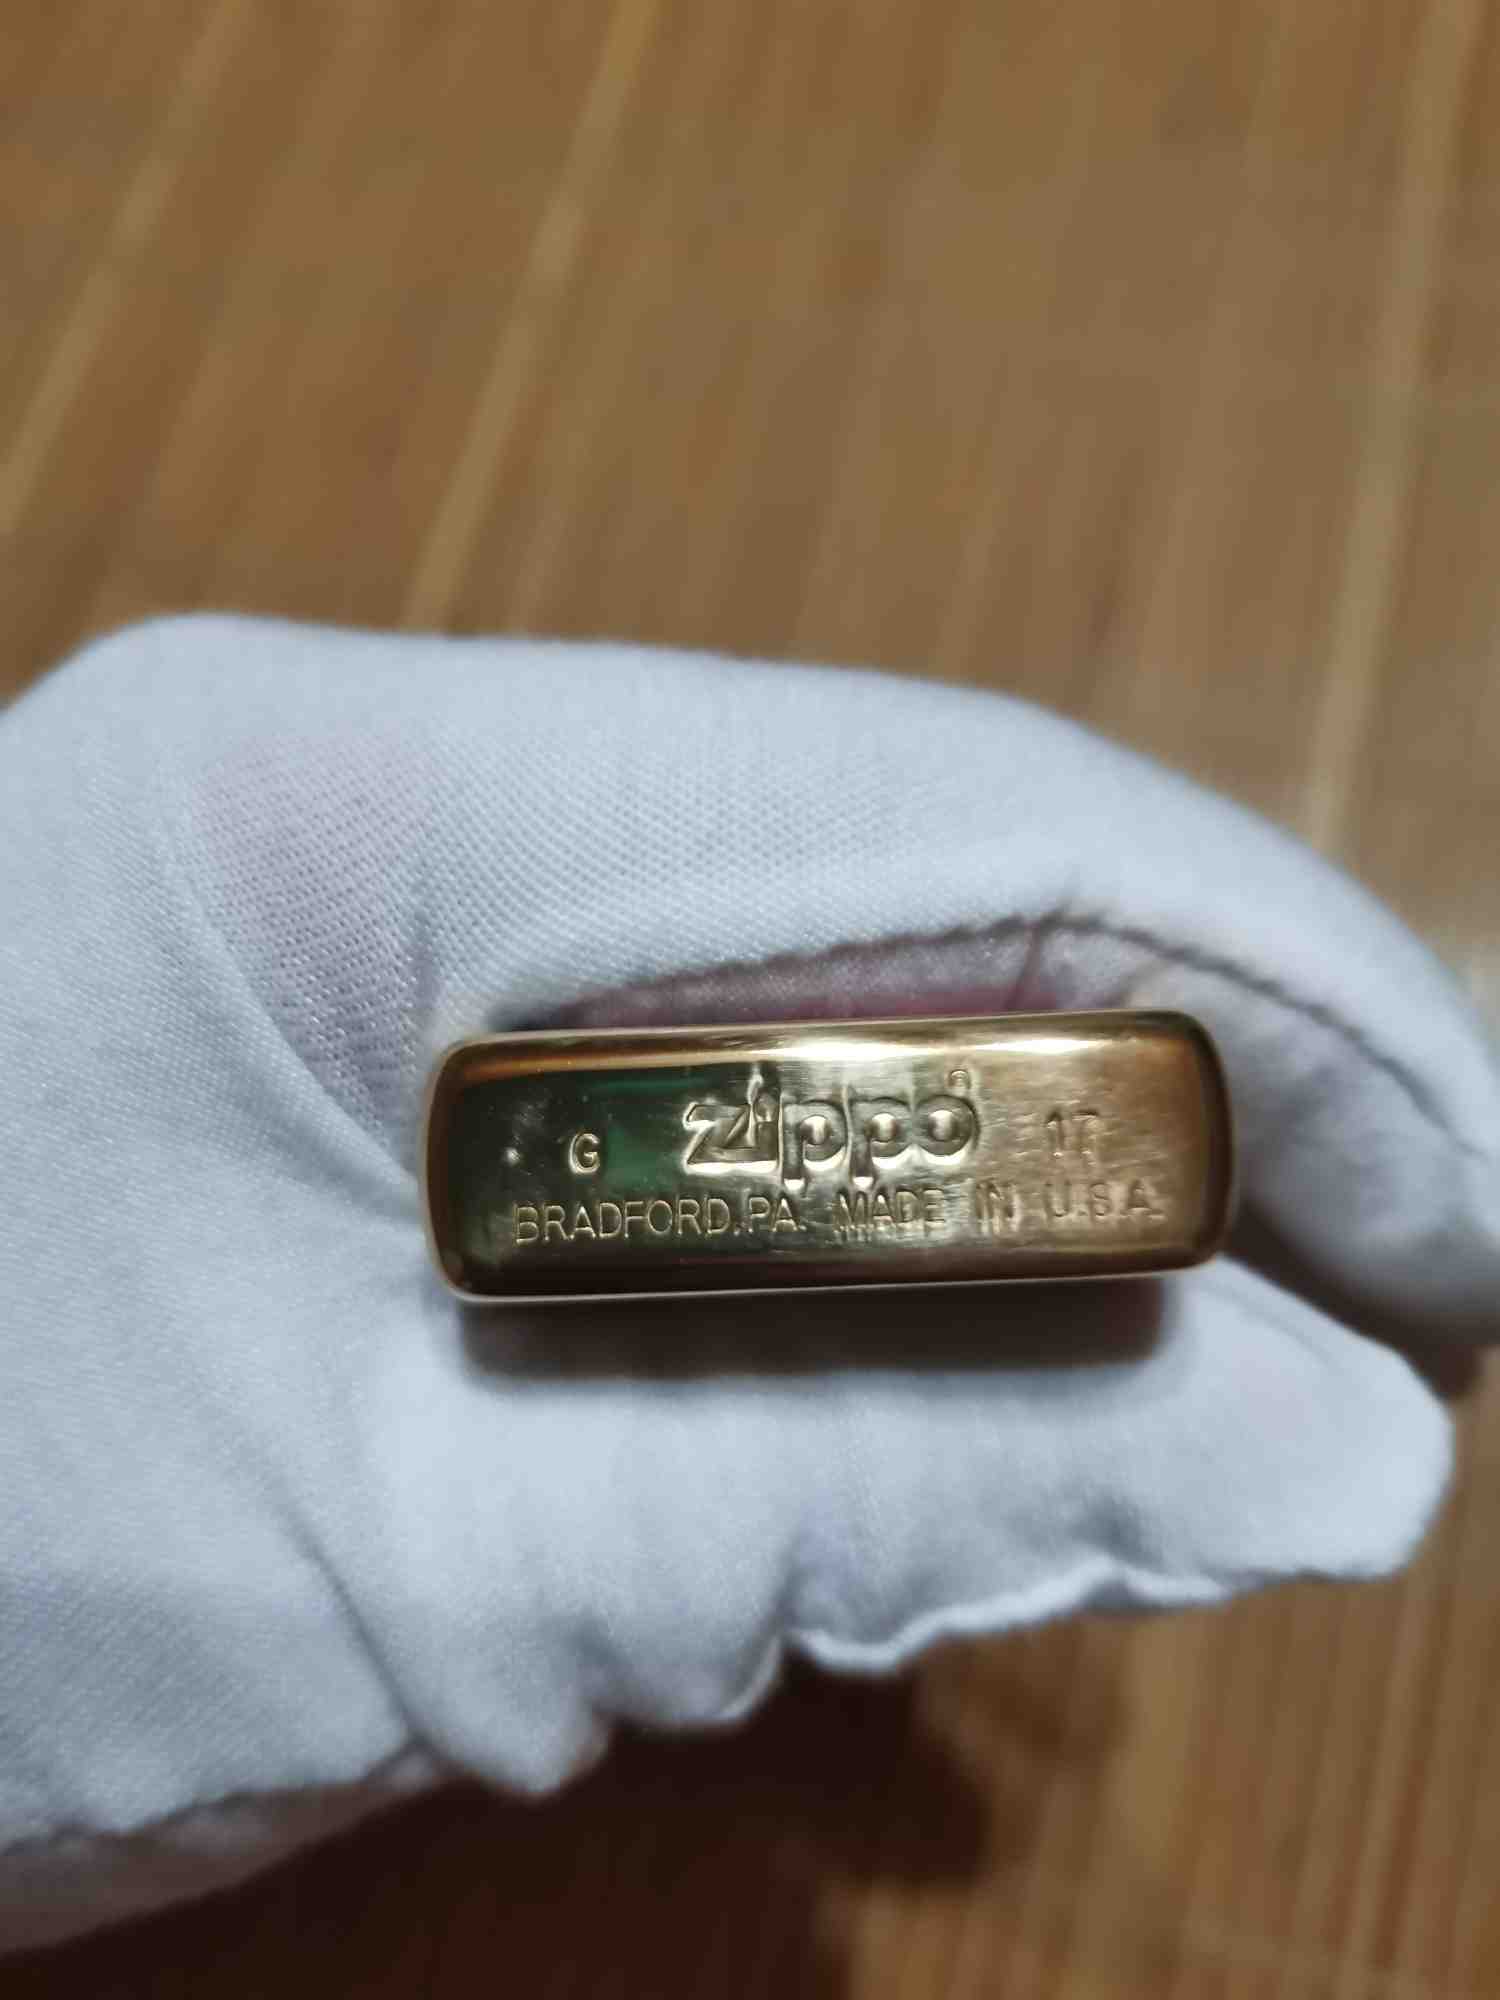 G zippo® 17
BRADFORD, PA. MADE IN U.S.A.